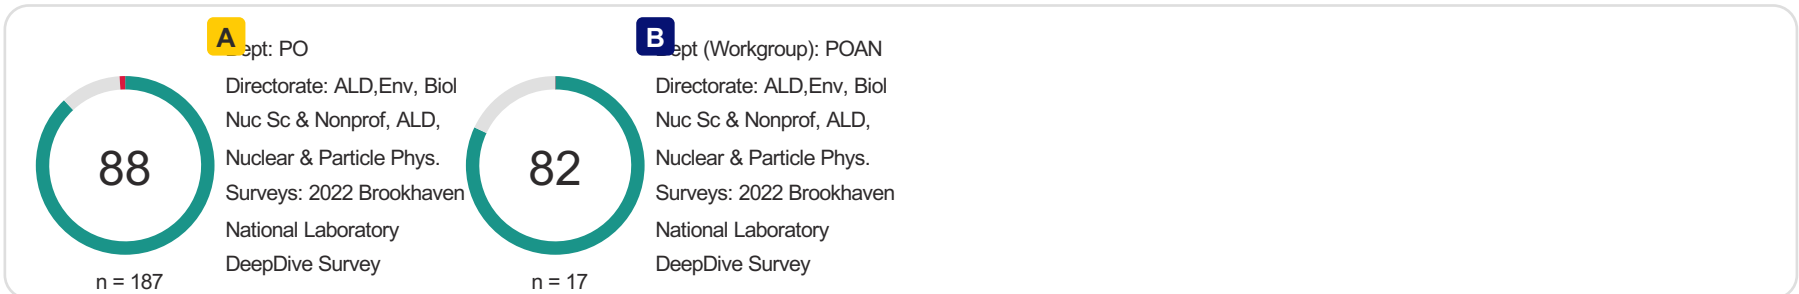 A
ept: PO
Directorate: ALD,Env, Biol
Nuc Sc & Nonprof, ALD,
Nuclear & Particle Phys.
Surveys: 2022 Brookhaven
National Laboratory
DeepDive Survey
88
n = 187
B
ept (Workgroup): POAN
Directorate: ALD,Env, Biol
Nuc Sc & Nonprof, ALD,
Nuclear & Particle Phys.
Surveys: 2022 Brookhaven
National Laboratory
DeepDive Survey
82
n = 17